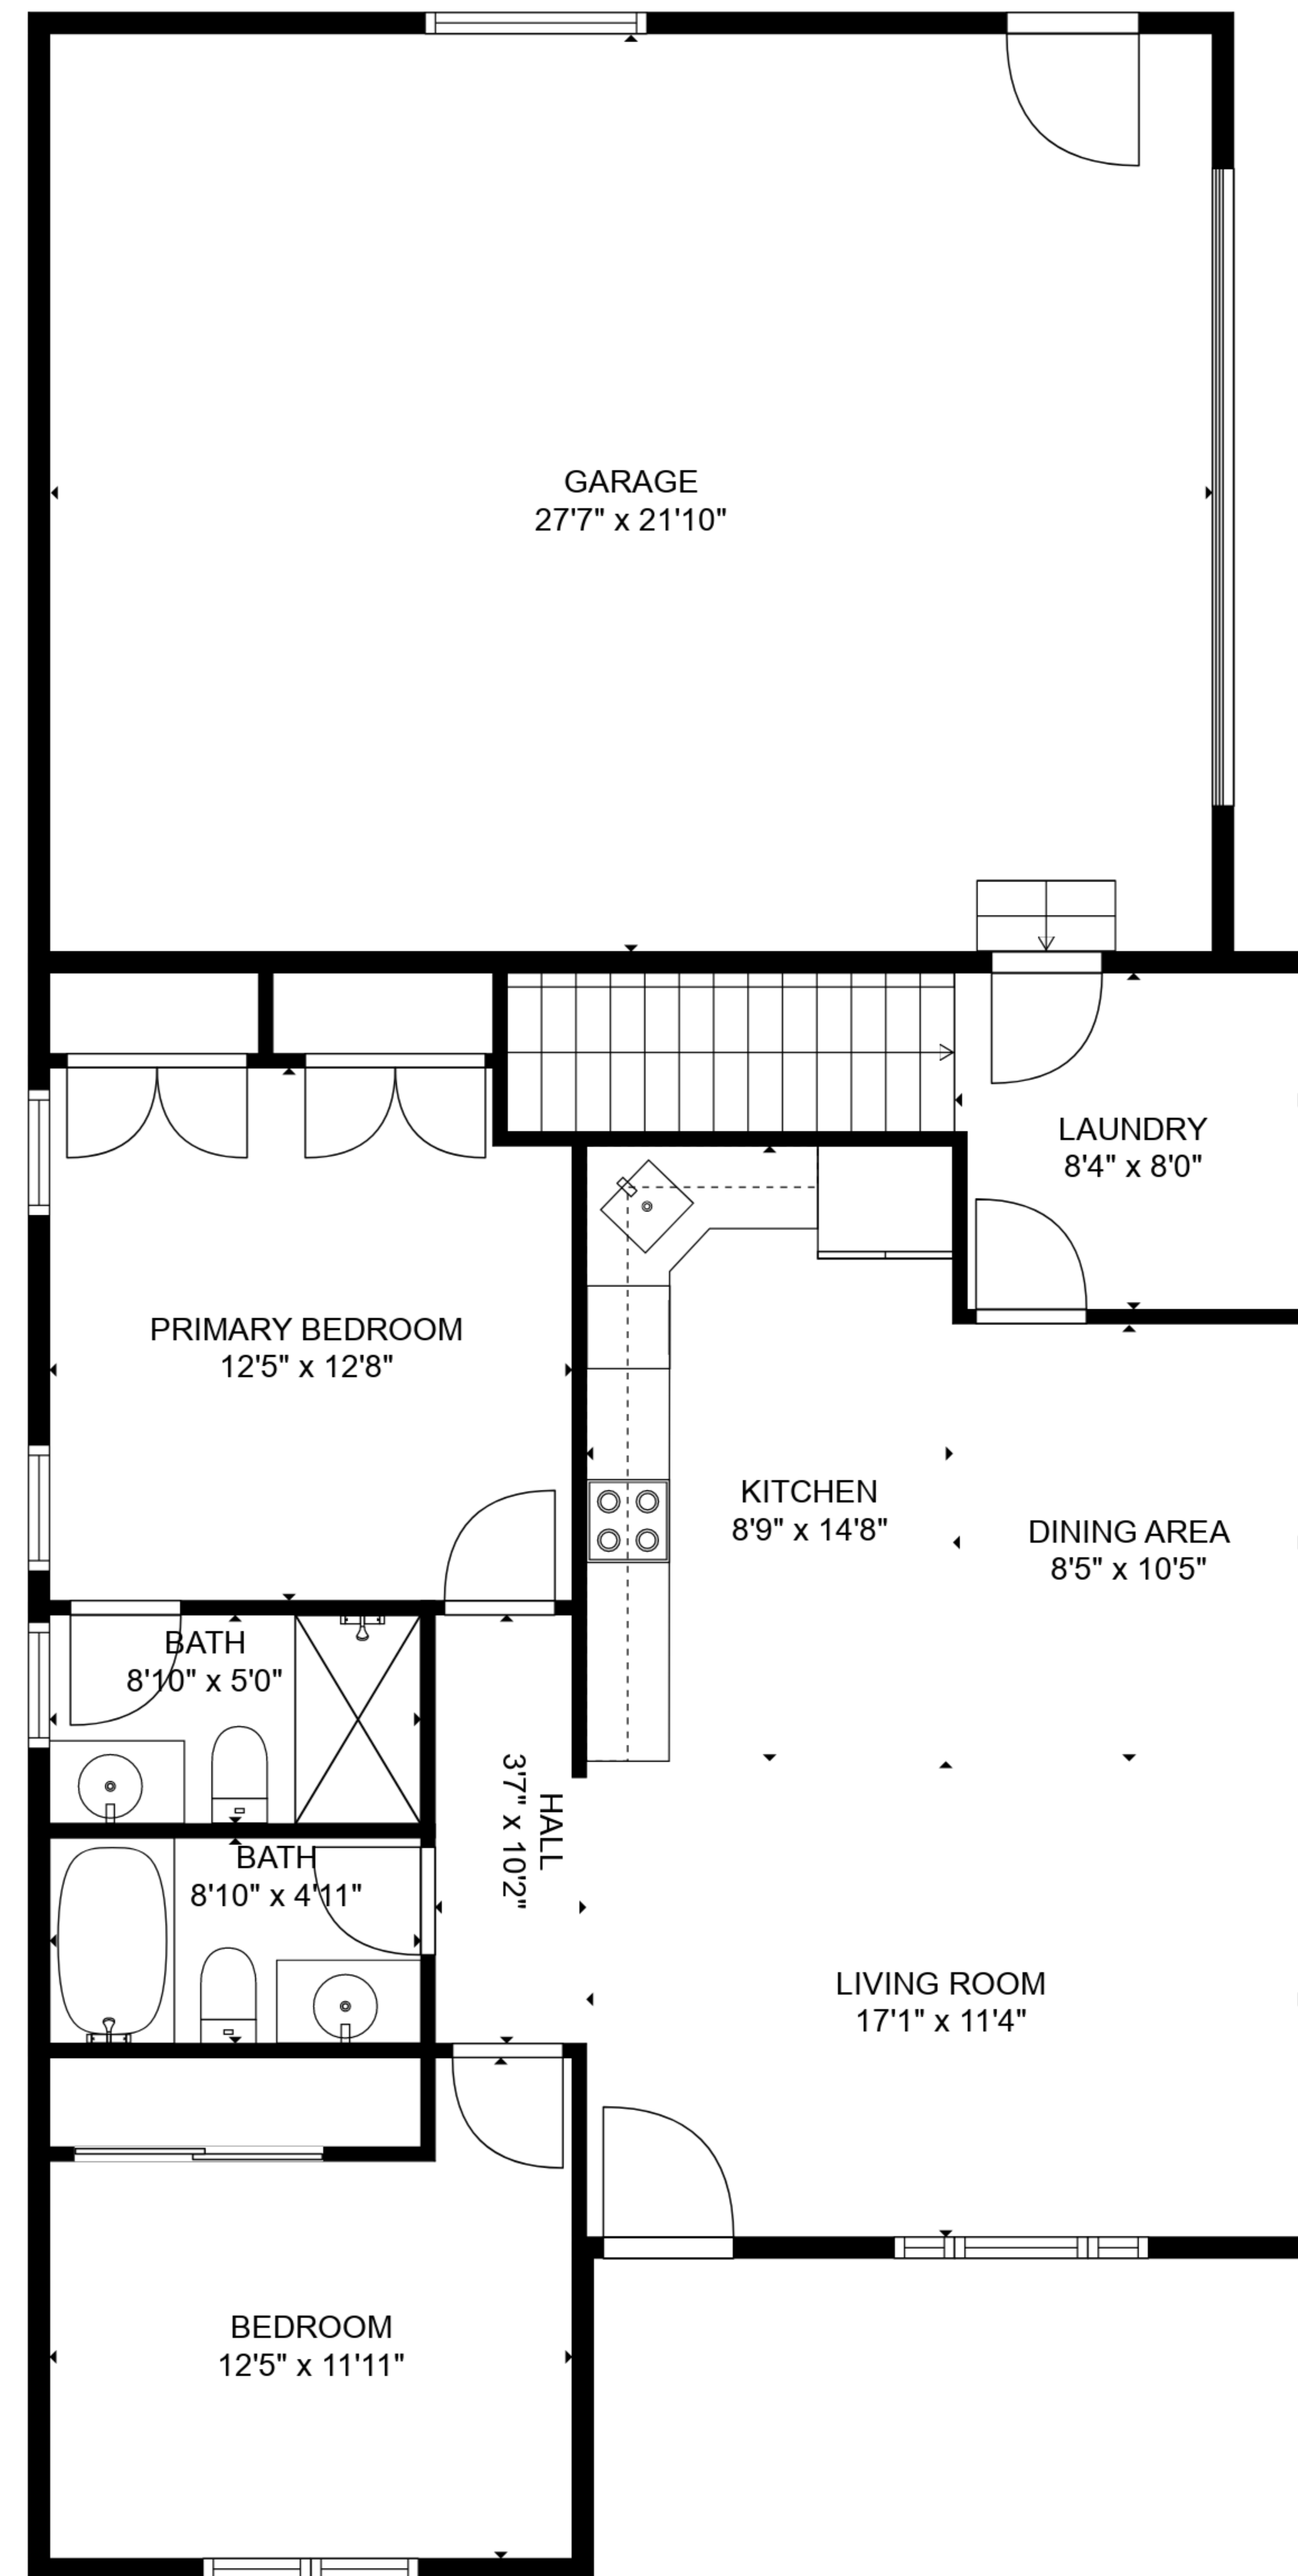 GARAGE
27'7" x 21'10"
LAUNDRY
8'4" x 8'0"
PRIMARY BEDROOM
12'5" x 12'8"
KITCHEN
8'9" x 14'8"
DINING AREA
8'5" x 10'5"
BATH
8'10" x 5'0"
HALL
3'7" x 10'2"
BATH
8'10" x 4'11"
LIVING ROOM
17'1" x 11'4"
BEDROOM
12'5" x 11'11"